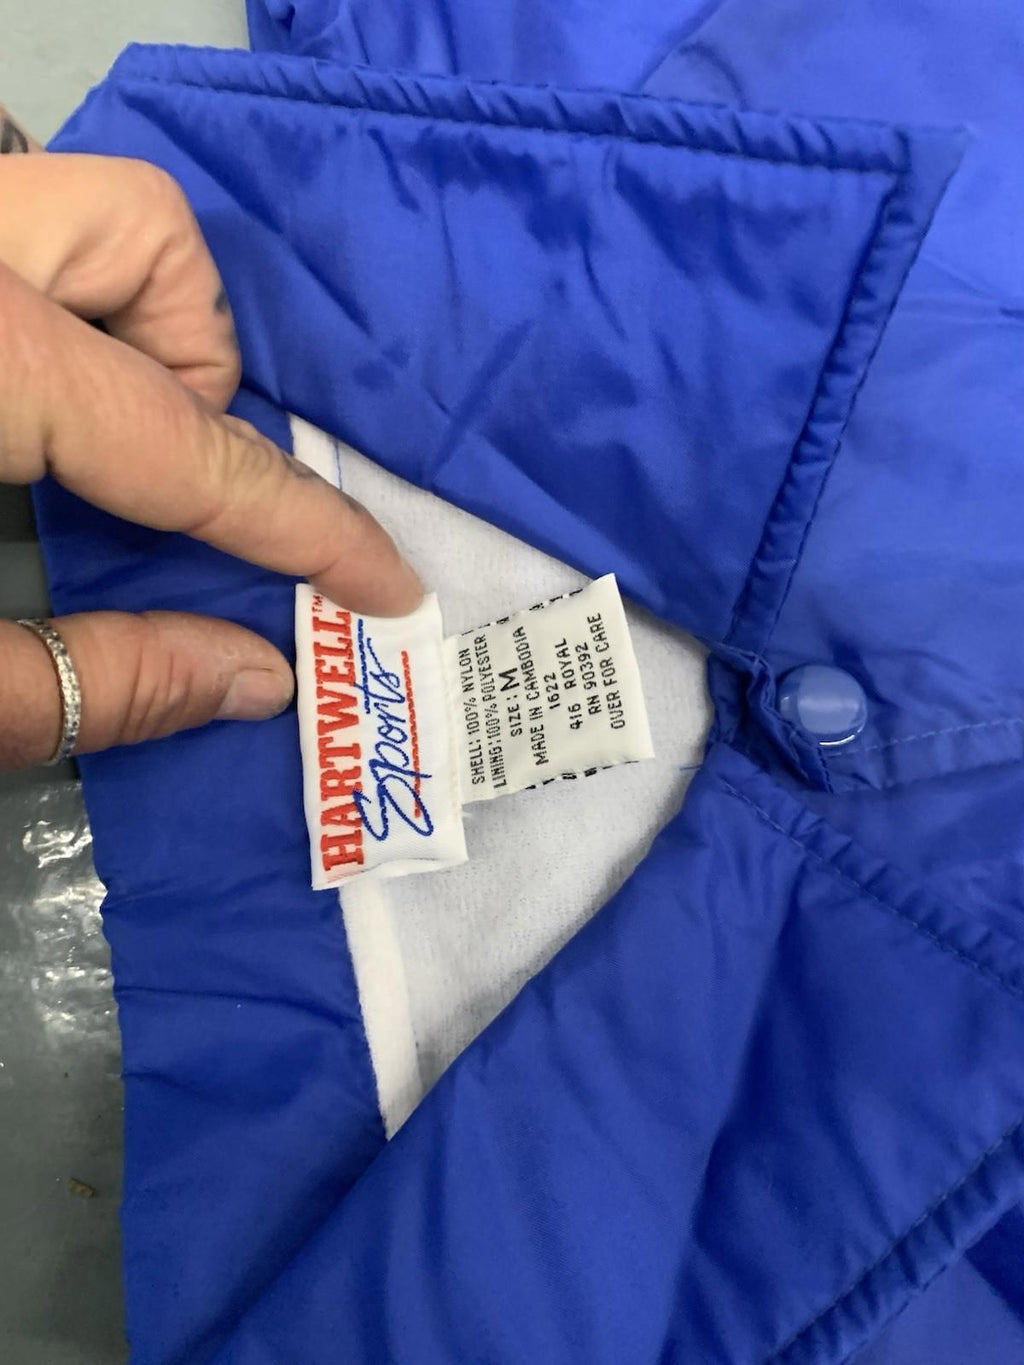 HARTWELL™
Sports
SHELL: 100% NYLON
LINING: 100% POLYESTER
SIZE: M
MADE IN CAMBODIA
1622
416 ROYAL
RN 90392
OVER FOR CARE